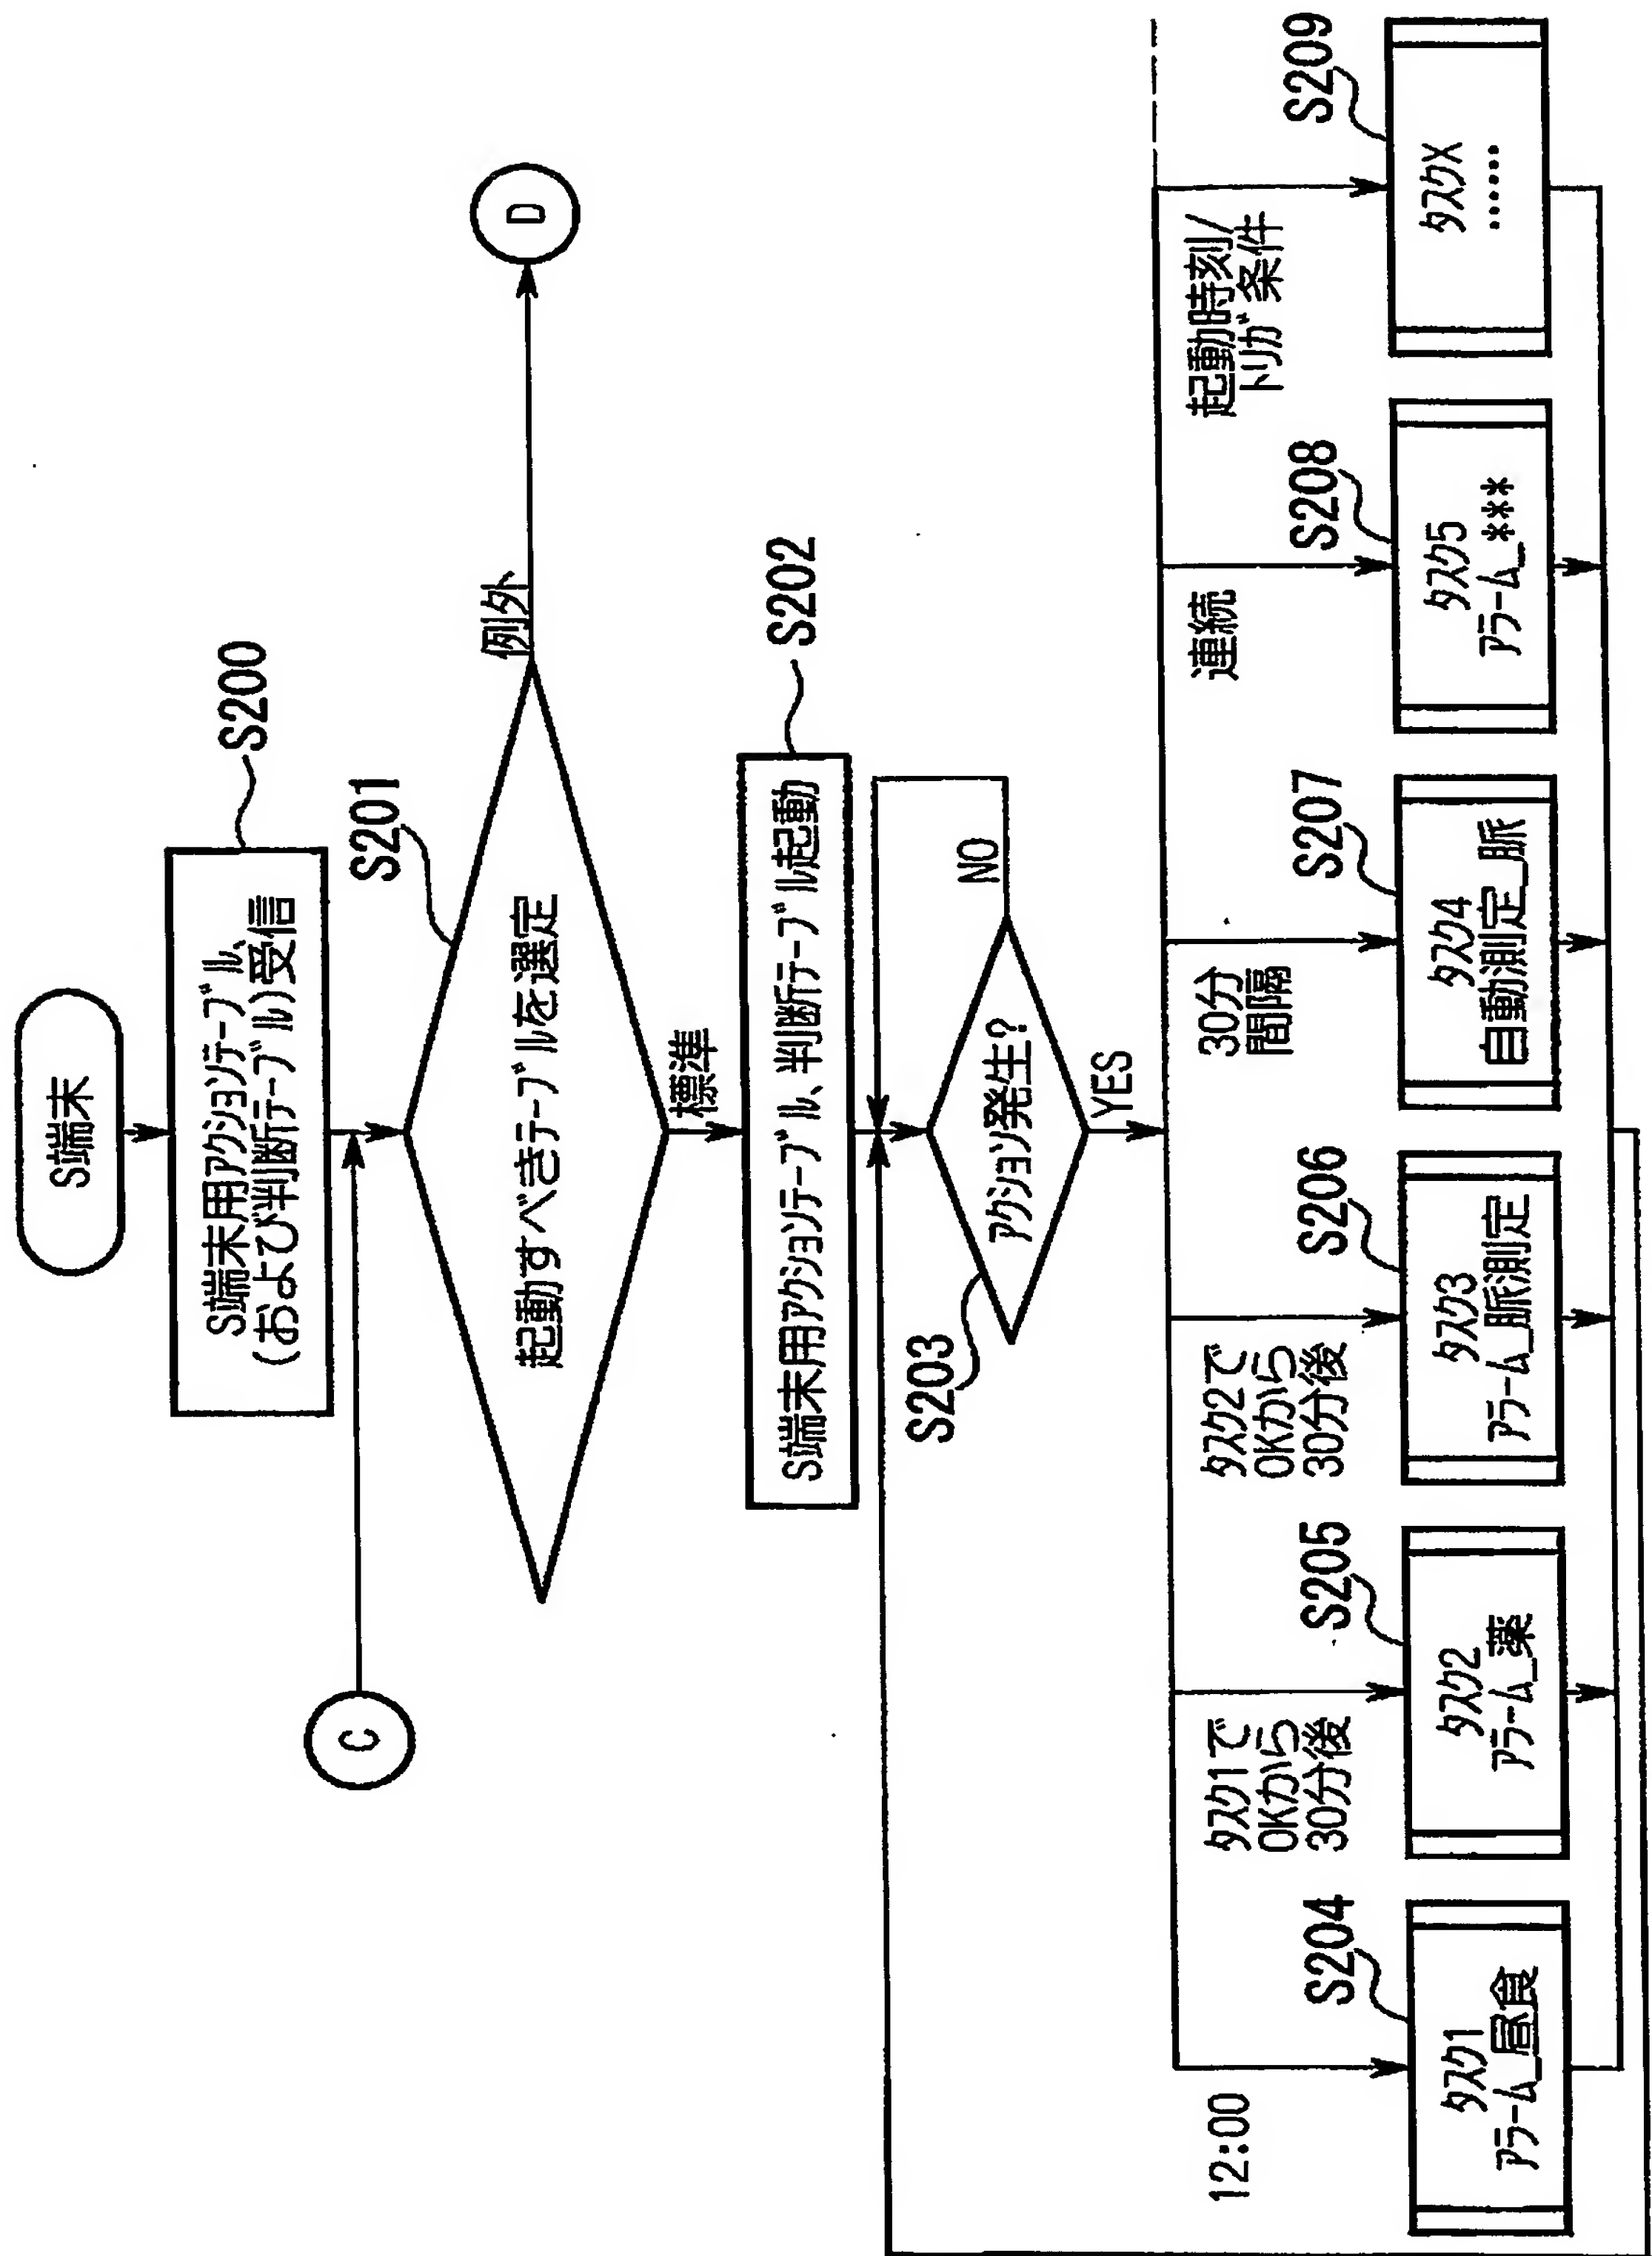 S端末
S200
S端末用ｱｸｼｮﾝﾃｰﾌﾞﾙ、
(および判断ﾃｰﾌﾞﾙ)受信
C
S201
起動すべきﾃｰﾌﾞﾙを選定
例外
D
標準
S202
S端末用ｱｸｼｮﾝﾃｰﾌﾞﾙ、判断ﾃｰﾌﾞﾙ起動
S203
ｱｸｼｮﾝ発生?
NO
YES
12:00
S204
ﾀｽｸ1
ｱﾗｰﾑ_昼食
ﾀｽｸ1で
OKから
30分後
S205
ﾀｽｸ2
ｱﾗｰﾑ_薬
ﾀｽｸ2で
OKから
30分後
S206
ﾀｽｸ3
ｱﾗｰﾑ_脈測定
30分
間隔
S207
ﾀｽｸ4
自動測定_脈
連続
S208
ﾀｽｸ5
ｱﾗｰﾑ_***
起動時刻/
ﾄﾘｶﾞ条件
S209
ﾀｽｸX
……